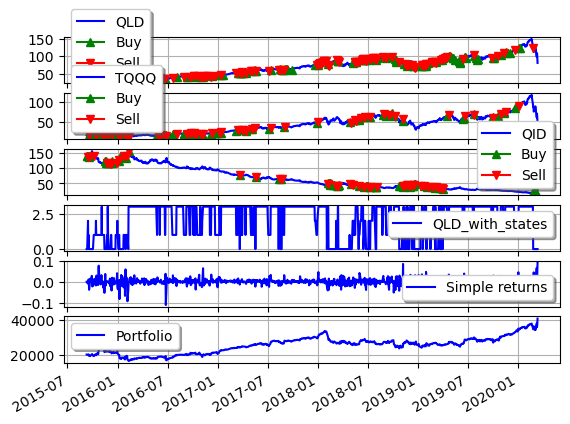 QLD
Buy
Sell
150
100
50
TQQQ
Buy
Sell
100
50
QID
Buy
Sell
150
100
50
QLD_with_states
2.5
0.0
Simple returns
0.1
0.0
−0.1
Portfolio
40000
20000
2015-07
2016-01
2016-07
2017-01
2017-07
2018-01
2018-07
2019-01
2019-07
2020-01